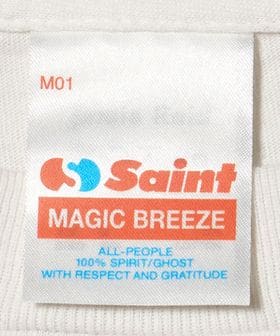 M01
Saint
MAGIC BREEZE
ALL-PEOPLE
100% SPIRIT/GHOST
WITH RESPECT AND GRATITUDE